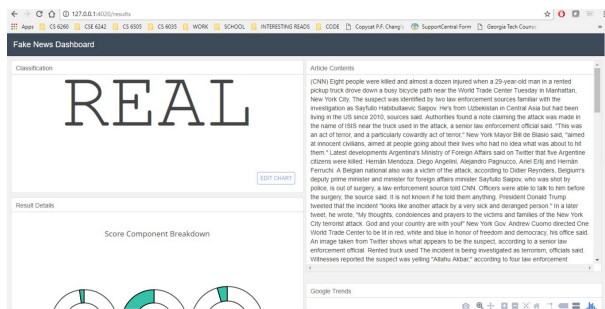 127.0.0.1:4020/results
Apps CS 6260 CSE 6242 CS 6505 CS 6035 WORK SCHOOL INTERESTING READS CODE Copycat P.F. Chang's SupportCentral Form Georgia Tech Counse
Fake News Dashboard
Classification
REAL
EDIT CHART
Result Details
Score Component Breakdown
Article Contents
(CNN) Eight people were killed and almost a dozen injured when a 29-year-old man in a rented
pickup truck drove down a busy bicycle path near the World Trade Center Tuesday in Manhattan,
New York City. The suspect was identified by two law enforcement sources familiar with the
investigation as Sayfullo Habibullaevic Saipov. He's from Uzbekistan in Central Asia but had been
living in the US since 2010, sources said. Authorities found a note claiming the attack was made in
the name of ISIS near the truck used in the attack, a senior law enforcement official said. "This was
an act of terror, and a particularly cowardly act of terror," New York Mayor Bill de Blasio said, "aimed
at innocent civilians, aimed at people going about their lives who had no idea what was about to hit
them." Latest developments Argentina's Ministry of Foreign Affairs said on Twitter that five Argentine
citizens were killed: Hernán Mendoza, Diego Angelini, Alejandro Pagnucco, Ariel Erlij and Hernán
Ferruchi. A Belgian national also was a victim of the attack, according to Didier Reynders, Belgium's
deputy prime minister and minister for foreign affairs minister Sayfullo Saipov, who was shot by
police, is out of surgery, a law enforcement source told CNN. Officers were able to talk to him before
the surgery, the source said. It is not known if he told them anything. President Donald Trump
tweeted that the incident "looks like another attack by a very sick and deranged person." In a later
tweet, he wrote, "My thoughts, condolences and prayers to the victims and families of the New York
City terrorist attack. God and your country are with you!" New York Gov. Andrew Cuomo directed One
World Trade Center to be lit in red, white and blue in honor of freedom and democracy, his office said.
An image taken from Twitter shows what appears to be the suspect, according to a senior law
enforcement official. Rented truck used The incident is being investigated as terrorism, officials said.
Witnesses reported the suspect was yelling "Allahu Akbar," according to four law enforcement
Google Trends